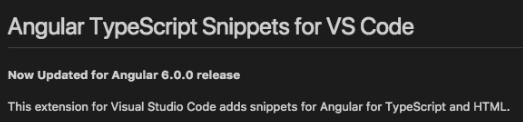 Angular TypeScript Snippets for VS Code
Now Updated for Angular 6.0.0 release
This extension for Visual Studio Code adds snippets for Angular for TypeScript and HTML.